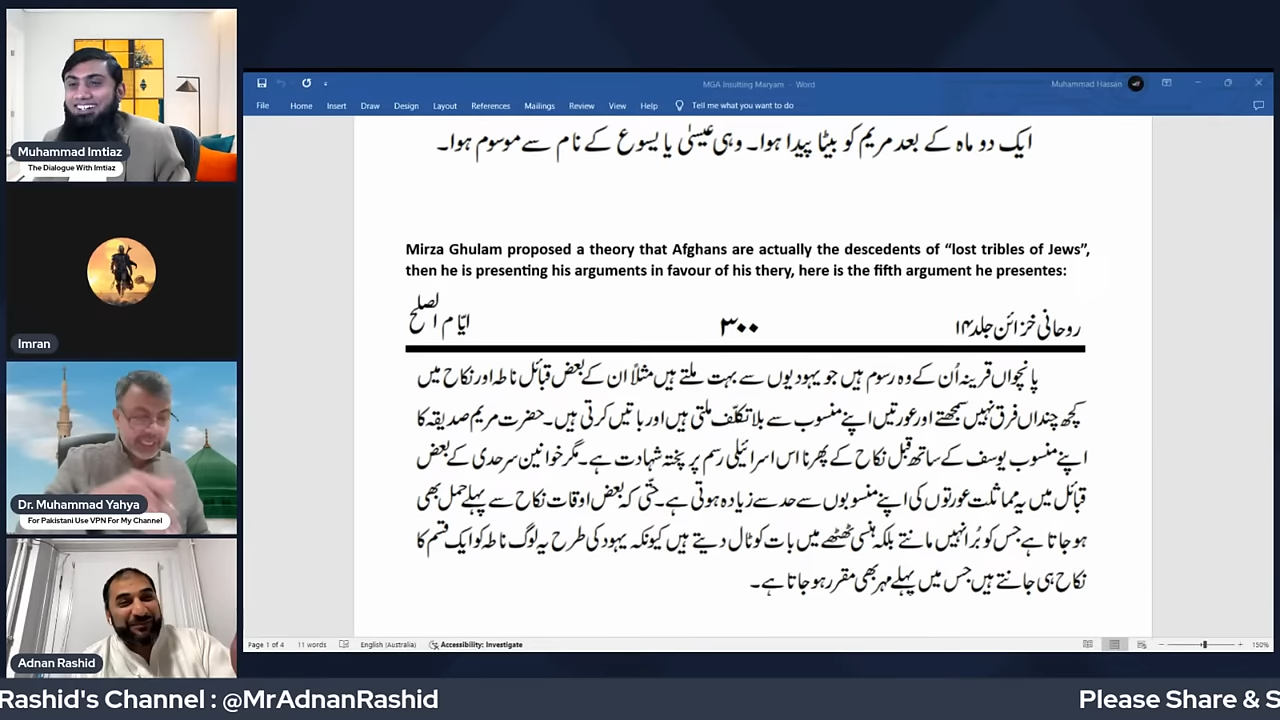 Muhammad Imtiaz
The Dialogue With Imtiaz
Imran
Dr. Muhammad Yahya
For Pakistani Use VPN For My Channel
Adnan Rashid
MGA Insulting Maryam - Word
Muhammad Hassan
File Home Insert Draw Design Layout References Mailings Review View Help Tell me what you want to do
ایک دو ماہ کے بعد مریم کو بیٹا پیدا ہوا۔ وہی عیسیٰ یا یسوع کے نام سے موسوم ہوا۔
Mirza Ghulam proposed a theory that Afghans are actually the descedents of “lost tribles of Jews”,
then he is presenting his arguments in favour of his thery, here is the fifth argument he presentes:
روحانی خزائن جلد ۱۴ ۳۰۰ ایّام الصلح
پانچواں قرینہ اُن کے وہ رسوم ہیں جو یہودیوں سے بہت ملتے ہیں مثلاً ان کے بعض قبائل ناطہ اور نکاح میں
کچھ چنداں فرق نہیں سمجھتے اور عورتیں اپنے منسوب سے بلا تکلّف ملتی ہیں اور باتیں کرتی ہیں۔ حضرت مریم صدیقہ کا
اپنے منسوب یوسف کے ساتھ قبل نکاح کے پھرنا اس اسرائیلی رسم پر پختہ شہادت ہے۔ مگر خوانین سرحدی کے بعض
قبائل میں یہ مماثلت عورتوں کی اپنے منسوبوں سے حد سے زیادہ ہوتی ہے۔ حتّٰی کہ بعض اوقات نکاح سے پہلے حمل بھی
ہو جاتا ہے جس کو بُرا نہیں مانتے بلکہ ہنسی ٹھٹھے میں بات کو ٹال دیتے ہیں کیونکہ یہود کی طرح یہ لوگ ناطہ کو ایک قسم کا
نکاح ہی جانتے ہیں جس میں پہلے مہر بھی مقرر ہو جاتا ہے۔
Page 1 of 4 11 words English (Australia) Accessibility: Investigate 150%
Rashid's Channel : @MrAdnanRashid Please Share & S